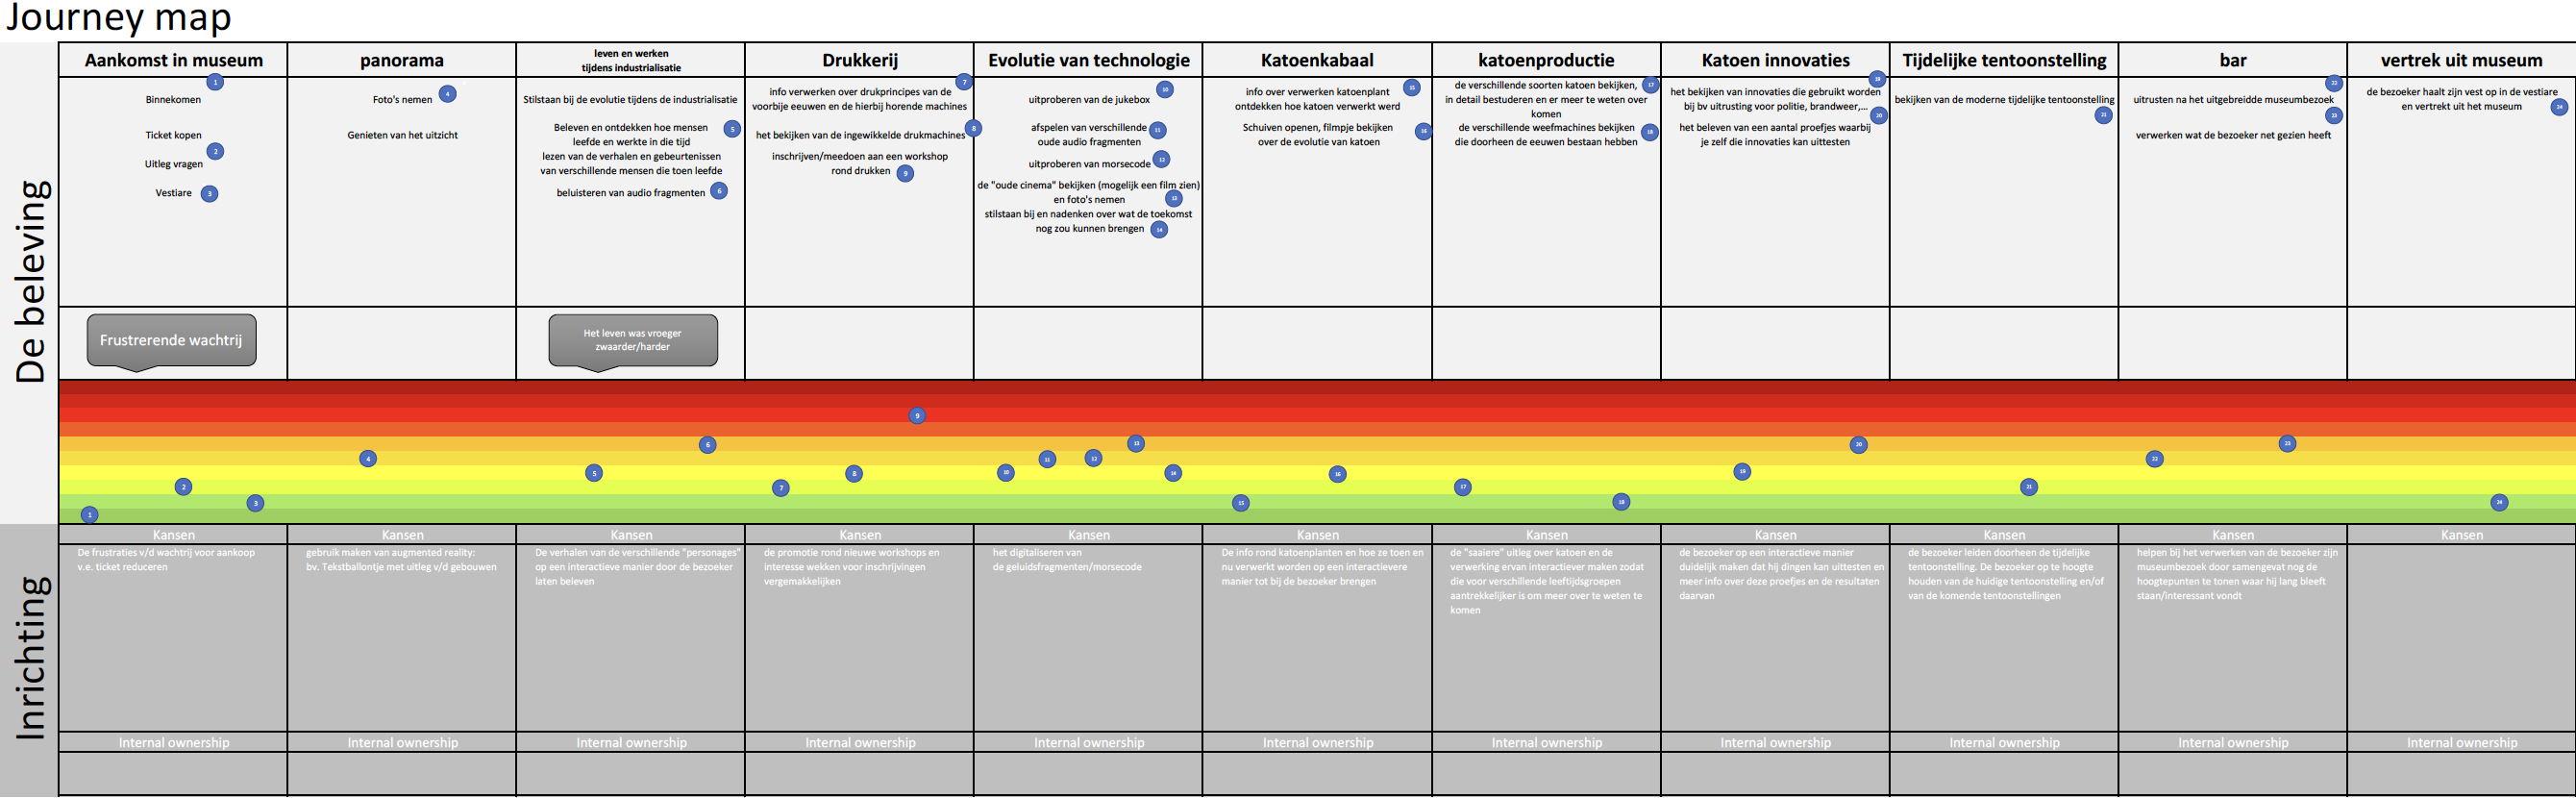 Journey map
De beleving
Aankomst in museum
1
Binnekomen
Ticket kopen
2
Uitleg vragen
Vestiare 3
panorama
Foto's nemen 4
Genieten van het uitzicht
leven en werken
tijdens industrialisatie
Stilstaan bij de evolutie tijdens de industrialisatie
Beleven en ontdekken hoe mensen 5
leefde en werkte in die tijd
lezen van de verhalen en gebeurtenissen
van verschillende mensen die toen leefde
beluisteren van audio fragmenten 6
Drukkerij
7
info verwerken over drukprincipes van de
voorbije eeuwen en de hierbij horende machines
het bekijken van de ingewikkelde drukmachines 8
inschrijven/meedoen aan een workshop
rond drukken 9
Evolutie van technologie
10
uitproberen van de jukebox
afspelen van verschillende 11
oude audio fragmenten
uitproberen van morsecode 12
de "oude cinema" bekijken (mogelijk een film zien)
en foto's nemen 13
stilstaan bij en nadenken over wat de toekomst
nog zou kunnen brengen 14
Katoenkabaal
info over verwerken katoenplant 15
ontdekken hoe katoen verwerkt werd
Schuiven openen, filmpje bekijken 16
over de evolutie van katoen
katoenproductie
de verschillende soorten katoen bekijken, 17
in detail bestuderen en er meer te weten over
komen
de verschillende weefmachines bekijken 18
die doorheen de eeuwen bestaan hebben
Katoen innovaties
19
het bekijken van innovaties die gebruikt worden
bij bv uitrusting voor politie, brandweer,...
20
het beleven van een aantal proefjes waarbij
je zelf die innovaties kan uittesten
Tijdelijke tentoonstelling
bekijken van de moderne tijdelijke tentoonstelling
21
bar
22
uitrusten na het uitgebreidde museumbezoek
23
verwerken wat de bezoeker net gezien heeft
vertrek uit museum
de bezoeker haalt zijn vest op in de vestiare
en vertrekt uit het museum 24
Frustrerende wachtrij
Het leven was vroeger
zwaarder/harder
1
2
3
4
5
6
7
8
9
10
11
12
13
14
15
16
17
18
19
20
21
22
23
24
Inrichting
Kansen
De frustraties v/d wachtrij voor aankoop
v.e. ticket reduceren
Kansen
gebruik maken van augmented reality:
bv. Tekstballontje met uitleg v/d gebouwen
Kansen
De verhalen van de verschillende "personages"
op een interactieve manier door de bezoeker
laten beleven
Kansen
de promotie rond nieuwe workshops en
interesse wekken voor inschrijvingen
vergemakkelijken
Kansen
het digitaliseren van
de geluidsfragmenten/morsecode
Kansen
De info rond katoenplanten en hoe ze toen en
nu verwerkt worden op een interactievere
manier tot bij de bezoeker brengen
Kansen
de "saaiere" uitleg over katoen en de
verwerking ervan interactiever maken zodat
die voor verschillende leeftijdsgroepen
aantrekkelijker is om meer over te weten te
komen
Kansen
de bezoeker op een interactieve manier
duidelijk maken dat hij dingen kan uittesten en
meer info over deze proefjes en de resultaten
daarvan
Kansen
de bezoeker leiden doorheen de tijdelijke
tentoonstelling. De bezoeker op te hoogte
houden van de huidige tentoonstelling en/of
van de komende tentoonstellingen
Kansen
helpen bij het verwerken van de bezoeker zijn
museumbezoek door samengevat nog de
hoogtepunten te tonen waar hij lang bleeft
staan/interessant vondt
Kansen
Internal ownership
Internal ownership
Internal ownership
Internal ownership
Internal ownership
Internal ownership
Internal ownership
Internal ownership
Internal ownership
Internal ownership
Internal ownership